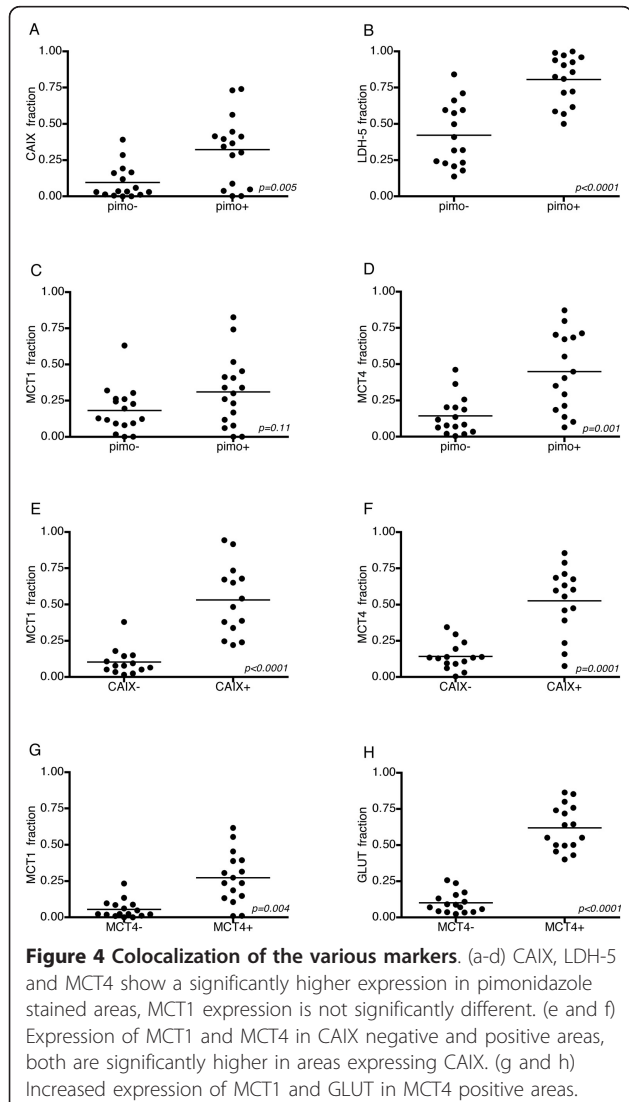 A
CAIX fraction
1.00
0.75
0.50
0.25
0.00
pimo-
pimo+
p=0.005
B
LDH-5 fraction
1.00
0.75
0.50
0.25
0.00
pimo-
pimo+
p<0.0001
C
MCT1 fraction
1.00
0.75
0.50
0.25
0.00
pimo-
pimo+
p=0.11
D
MCT4 fraction
1.00
0.75
0.50
0.25
0.00
pimo-
pimo+
p=0.001
E
MCT1 fraction
1.00
0.75
0.50
0.25
0.00
CAIX-
CAIX+
p<0.0001
F
MCT4 fraction
1.00
0.75
0.50
0.25
0.00
CAIX-
CAIX+
p=0.0001
G
MCT1 fraction
1.00
0.75
0.50
0.25
0.00
MCT4-
MCT4+
p=0.004
H
GLUT fraction
1.00
0.75
0.50
0.25
0.00
MCT4-
MCT4+
p<0.0001
Figure 4 Colocalization of the various markers. (a-d) CAIX, LDH-5
and MCT4 show a significantly higher expression in pimonidazole
stained areas, MCT1 expression is not significantly different. (e and f)
Expression of MCT1 and MCT4 in CAIX negative and positive areas,
both are significantly higher in areas expressing CAIX. (g and h)
Increased expression of MCT1 and GLUT in MCT4 positive areas.